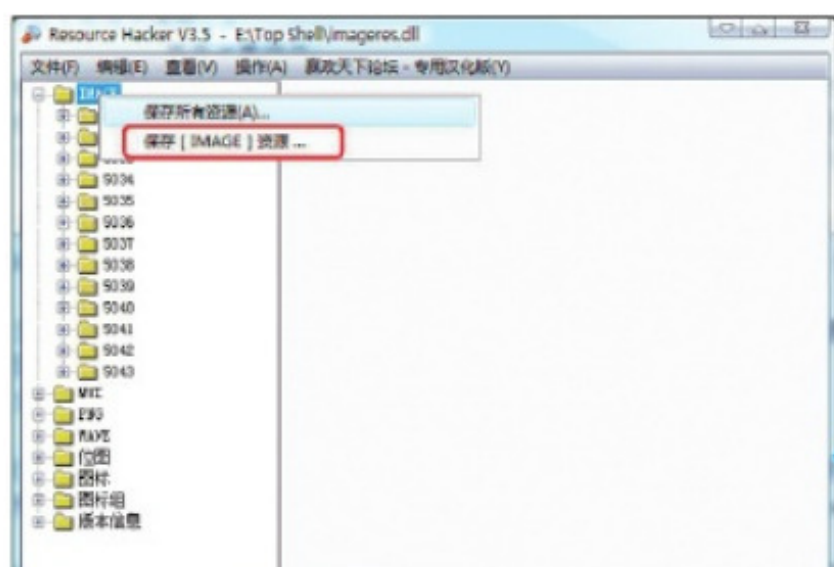 Resource Hacker V3.5 - E:\Top Shell\imageres.dll
文件(F) 编辑(E) 查看(V) 操作(A) 赢政天下论坛 - 专用汉化版(Y)
IMAGE
保存所有资源(A)...
保存 [ IMAGE ] 资源 ...
5034
5035
5036
5037
5038
5039
5040
5041
5042
5043
MUI
PNG
WAVE
位图
图标
图标组
版本信息